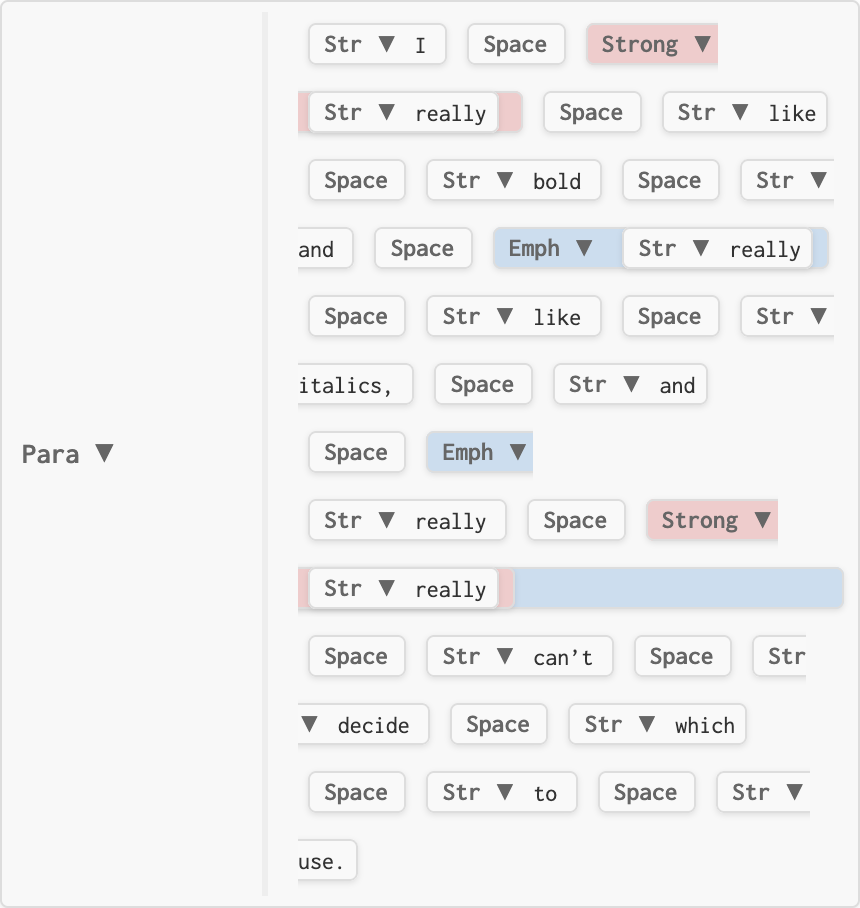 Str ▼ I Space Strong ▼
Str ▼ really Space Str ▼ like
Space Str ▼ bold Space Str ▼
and Space Emph ▼ Str ▼ really
Space Str ▼ like Space Str ▼
italics, Space Str ▼ and
Para ▼
Space Emph ▼
Str ▼ really Space Strong ▼
Str ▼ really
Space Str ▼ can’t Space Str
▼ decide Space Str ▼ which
Space Str ▼ to Space Str ▼
use.